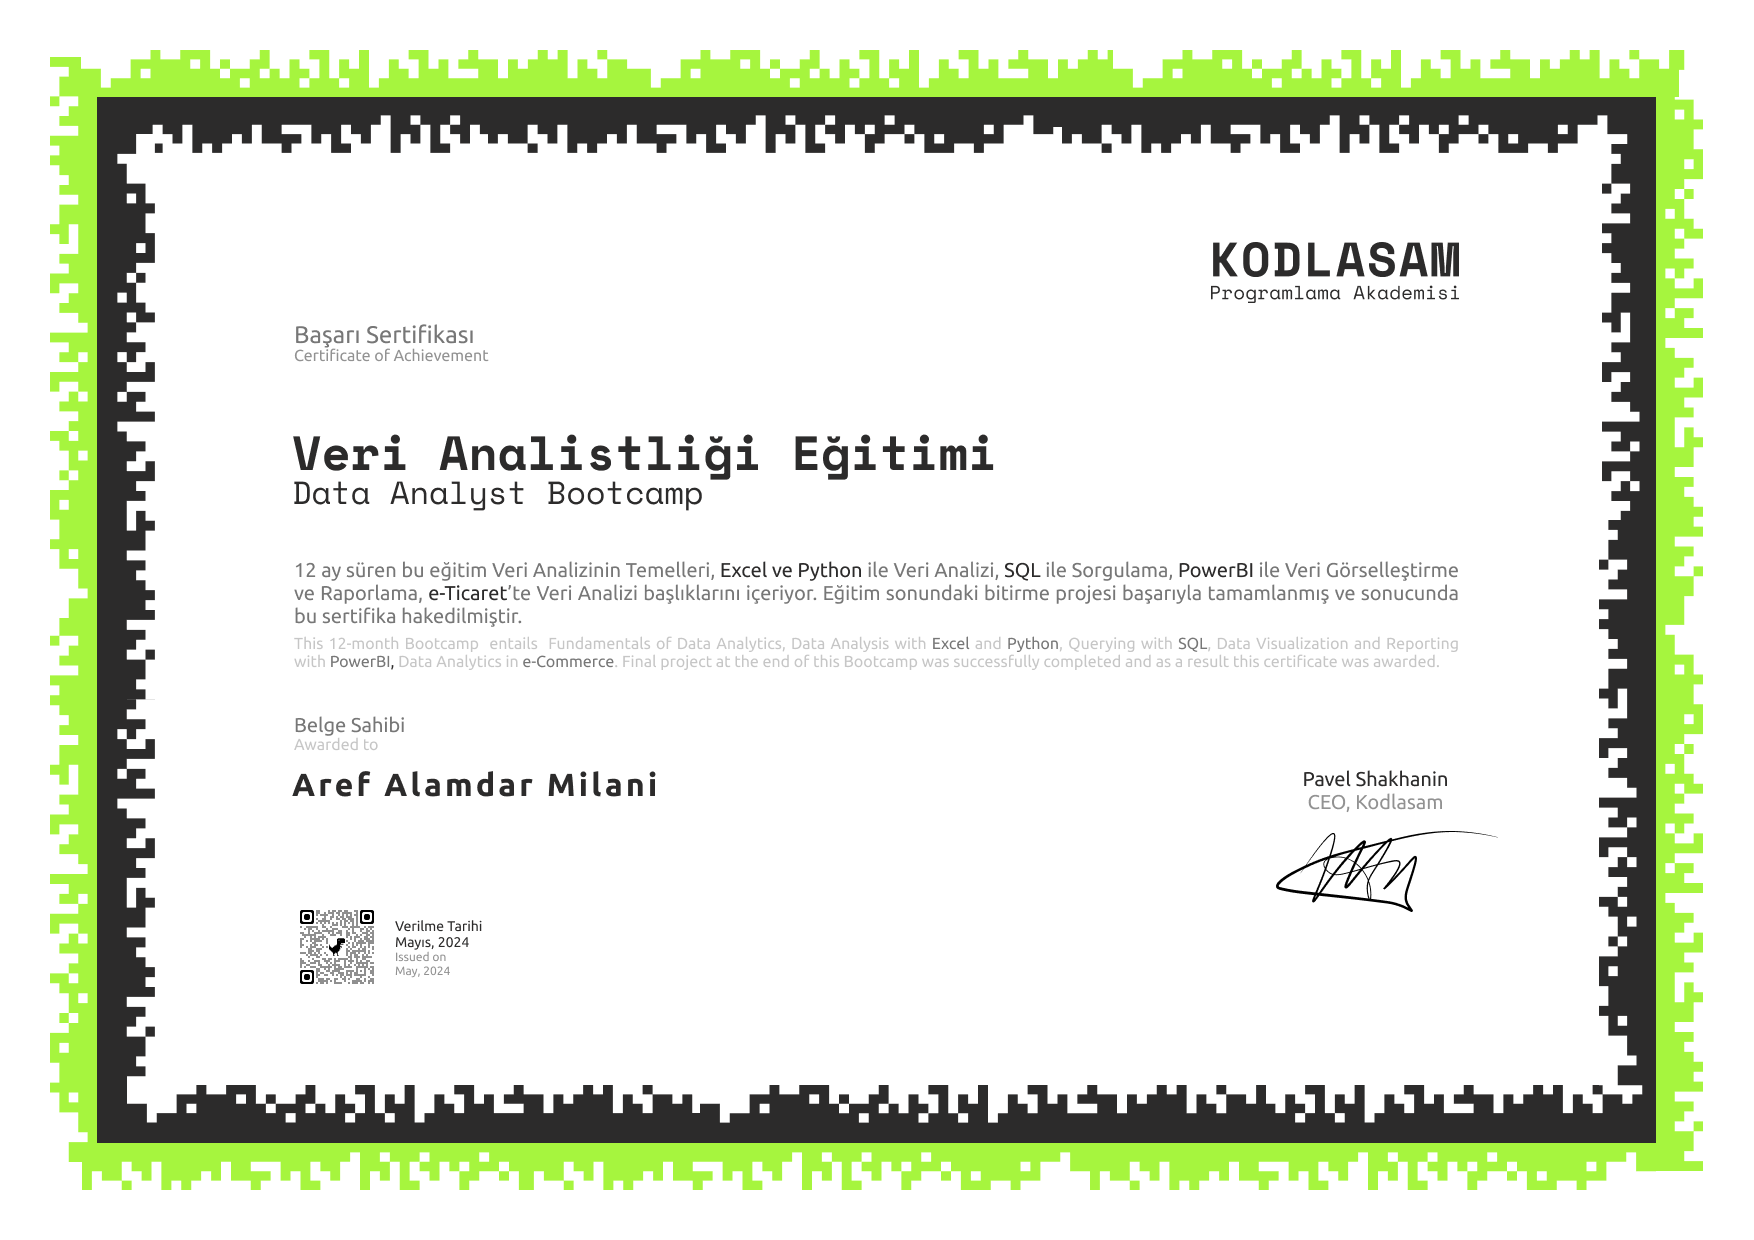 KODLASAM
Programlama Akademisi
Başarı Sertifikası
Certificate of Achievement
Veri Analistliği Eğitimi
Data Analyst Bootcamp
12 ay süren bu eğitim Veri Analizinin Temelleri, Excel ve Python ile Veri Analizi, SQL ile Sorgulama, PowerBI ile Veri Görselleştirme
ve Raporlama, e-Ticaret’te Veri Analizi başlıklarını içeriyor. Eğitim sonundaki bitirme projesi başarıyla tamamlanmış ve sonucunda
bu sertifika hakedilmiştir.
This 12-month Bootcamp entails Fundamentals of Data Analytics, Data Analysis with Excel and Python, Querying with SQL, Data Visualization and Reporting
with PowerBI, Data Analytics in e-Commerce. Final project at the end of this Bootcamp was successfully completed and as a result this certificate was awarded.
Belge Sahibi
Awarded to
Aref Alamdar Milani
Pavel Shakhanin
CEO, Kodlasam
Verilme Tarihi
Mayıs, 2024
Issued on
May, 2024